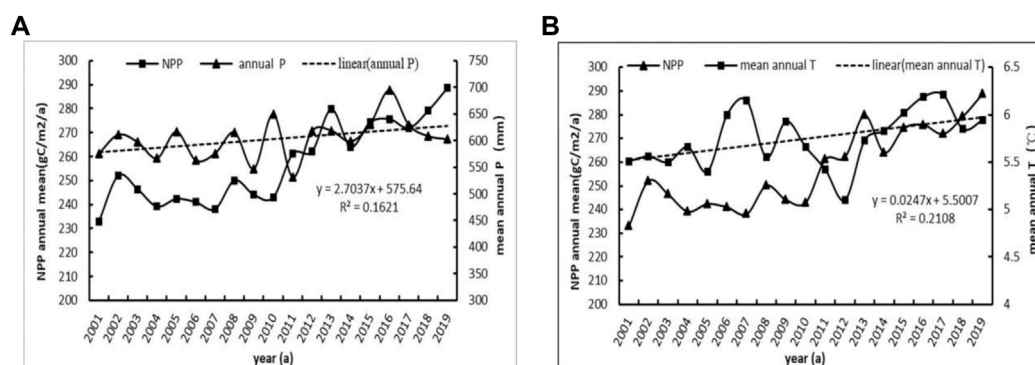 A
NPP annual P linear(annual P)
NPP annual mean(gC/m2/a)
300
290
280
270
260
250
240
230
220
210
200
750
700
650
600
550
500
450
400
350
300
mean annual P (mm)
y = 2.7037x + 575.64
R² = 0.1621
2001 2002 2003 2004 2005 2006 2007 2008 2009 2010 2011 2012 2013 2014 2015 2016 2017 2018 2019
year (a)
B
NPP mean annual T linear(mean annual T)
NPP annual mean(gC/m2/a)
300
290
280
270
260
250
240
230
220
210
200
6.5
6
5.5
5
4.5
4
mean annual T (℃)
y = 0.0247x + 5.5007
R² = 0.2108
2001 2002 2003 2004 2005 2006 2007 2008 2009 2010 2011 2012 2013 2014 2015 2016 2017 2018 2019
year (a)